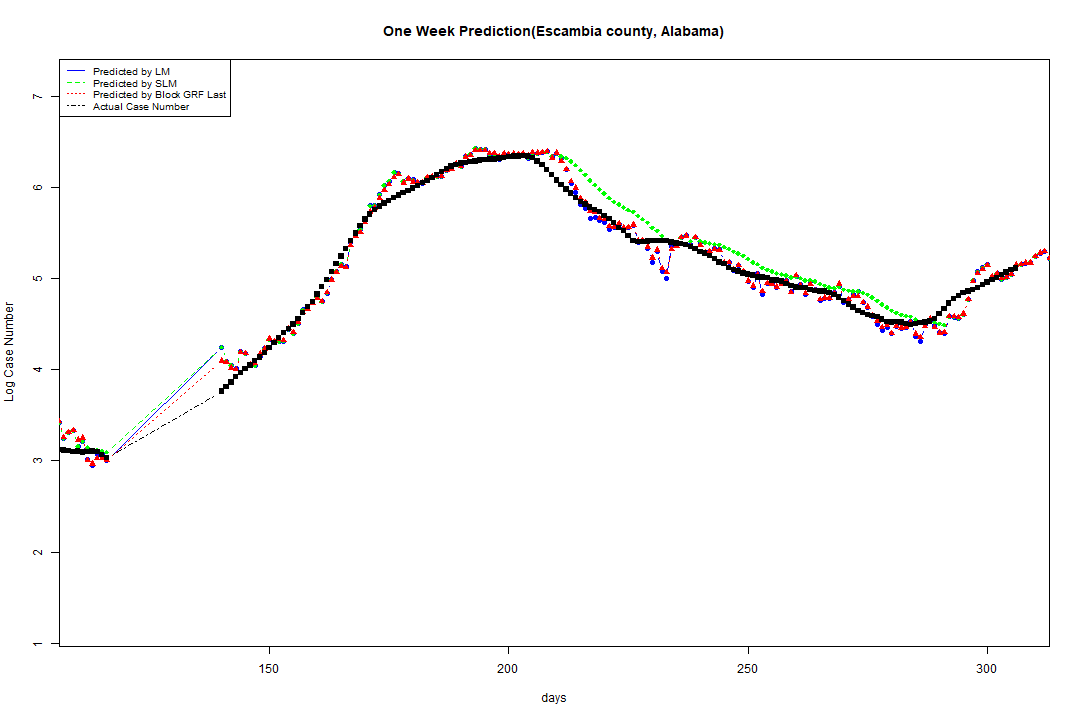 One Week Prediction(Escambia county, Alabama)
Predicted by LM
Predicted by SLM
Predicted by Block GRF Last
Actual Case Number
Log Case Number
7
6
5
4
3
2
1
150
200
250
300
days